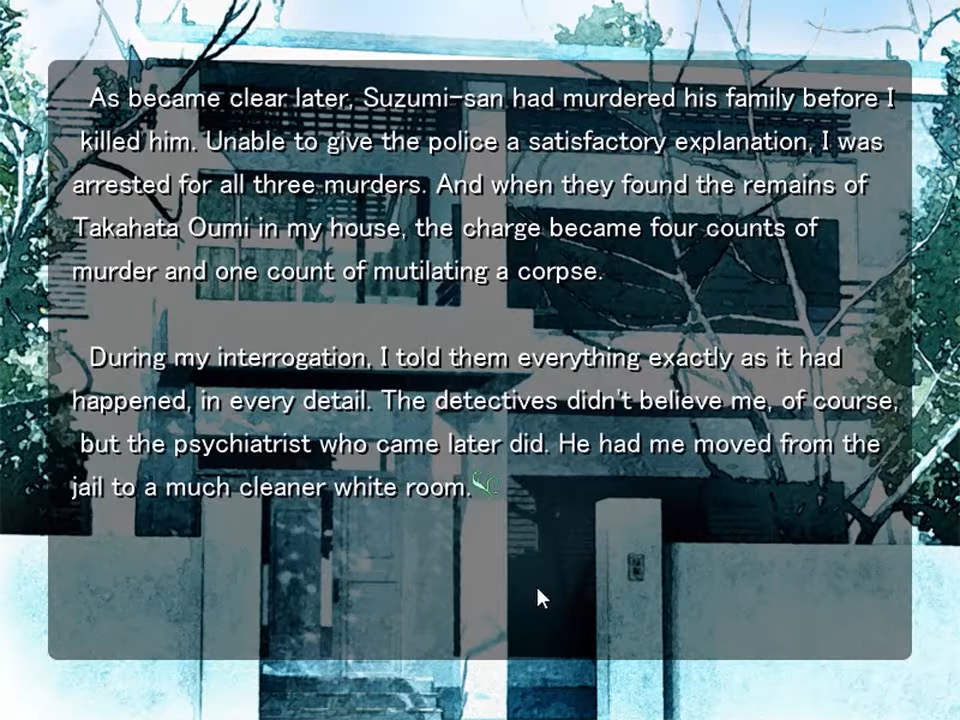 As became clear later, Suzumi-san had murdered his family before I
killed him. Unable to give the police a satisfactory explanation, I was
arrested for all three murders. And when they found the remains of
Takahata Oumi in my house, the charge became four counts of
murder and one count of mutilating a corpse.
During my interrogation, I told them everything exactly as it had
happened, in every detail. The detectives didn't believe me, of course,
but the psychiatrist who came later did. He had me moved from the
jail to a much cleaner white room.